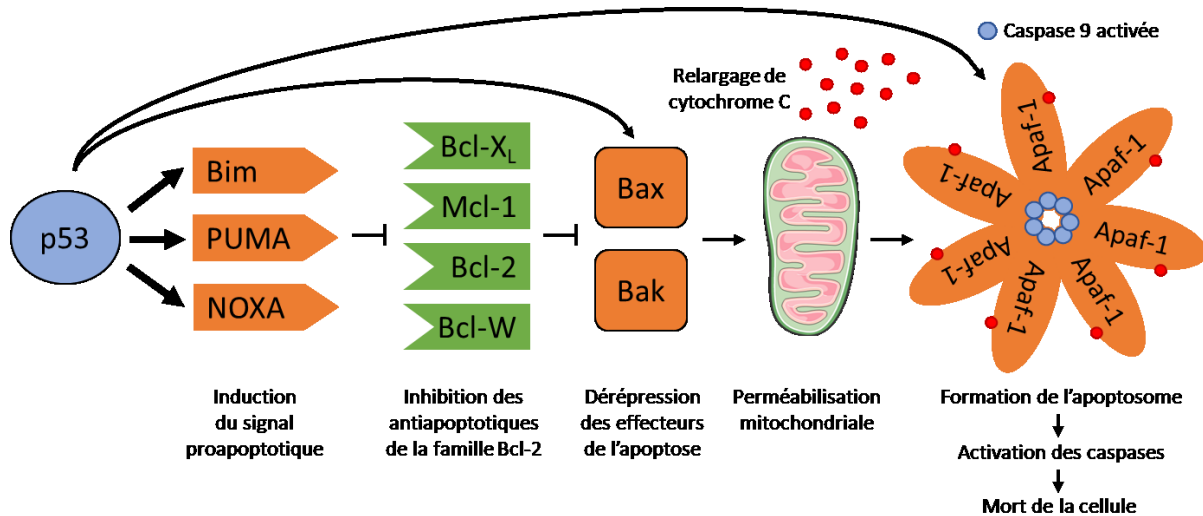 Caspase 9 activée
Relargage de
cytochrome C
p53
Bim
PUMA
NOXA
Bcl-XL
Mcl-1
Bcl-2
Bcl-W
Bax
Bak
Apaf-1
Apaf-1
Apaf-1
Apaf-1
Apaf-1
Apaf-1
Apaf-1
Induction
du signal
proapoptotique
Inhibition des
antiapoptotiques
de la famille Bcl-2
Dérépression
des effecteurs
de l'apoptose
Perméabilisation
mitochondriale
Formation de l'apoptosome
Activation des caspases
Mort de la cellule